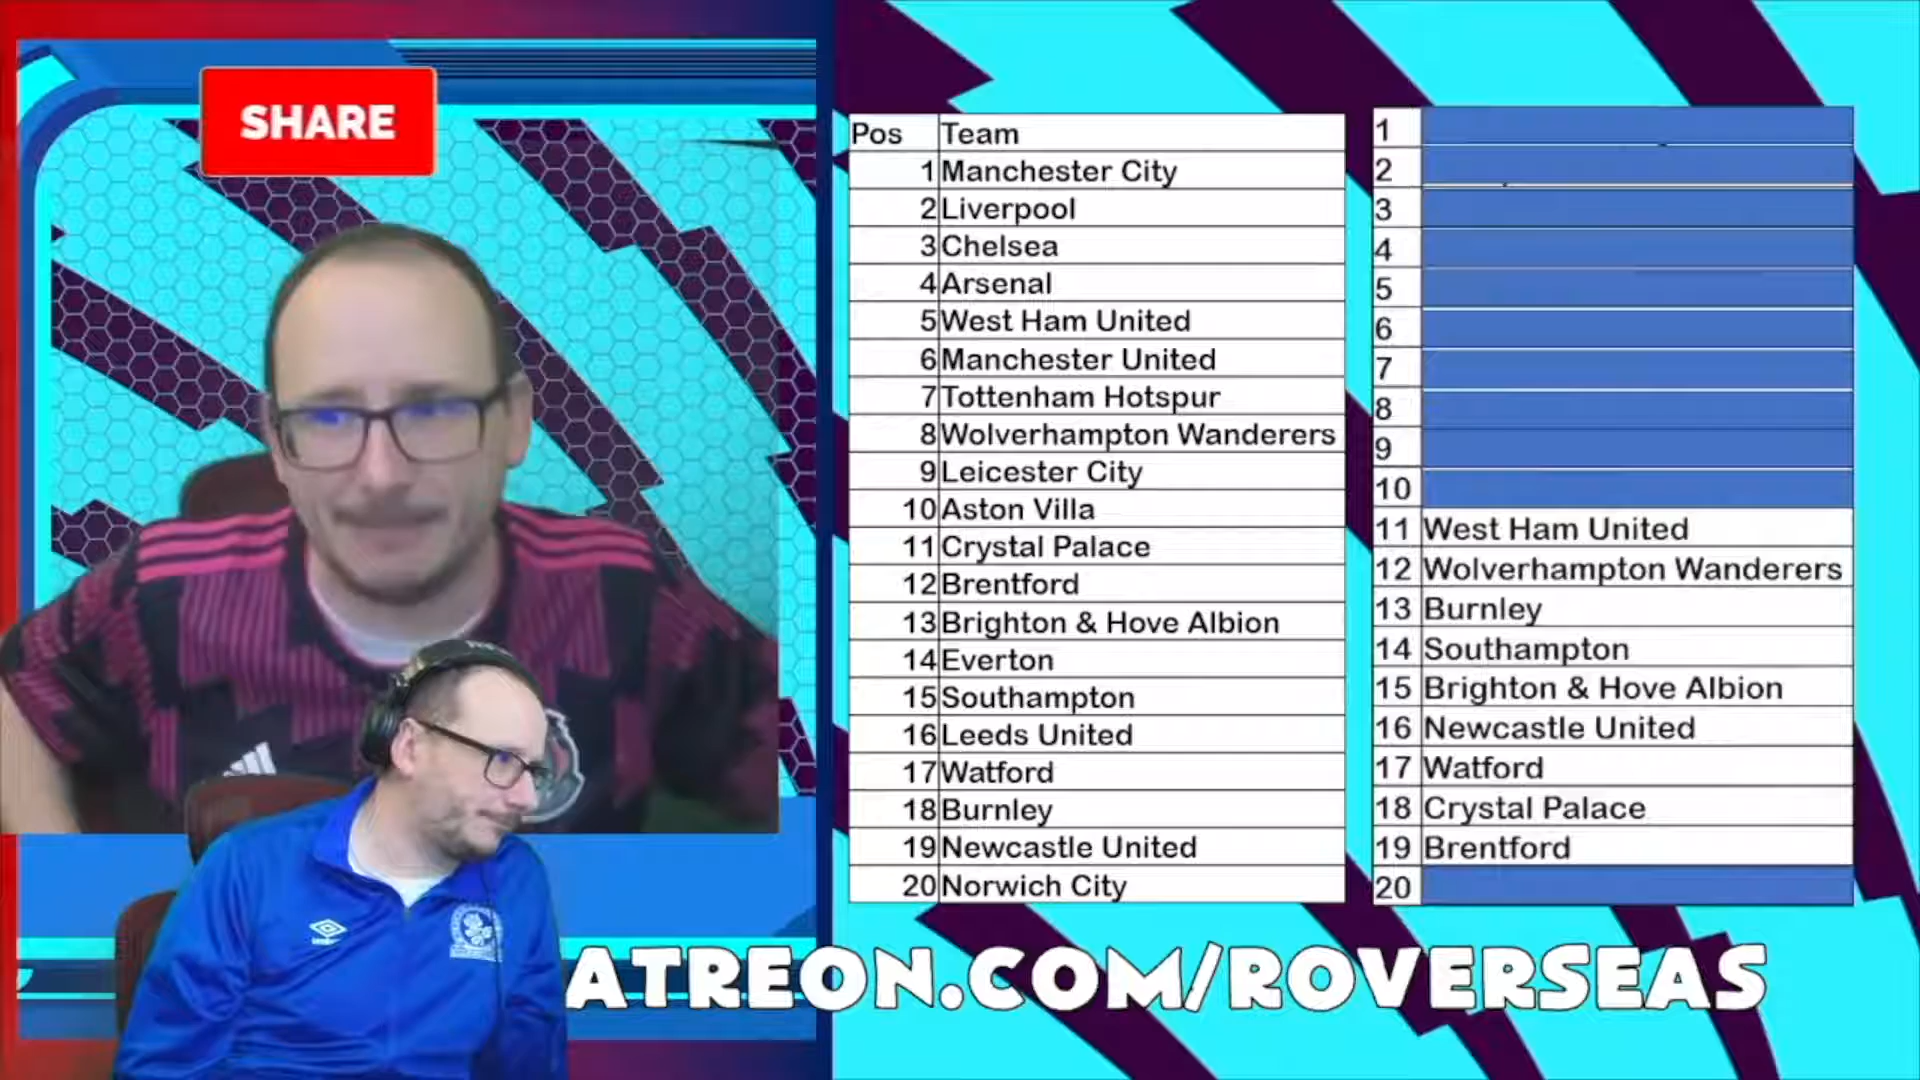 SHARE
Pos Team
1 Manchester City
2 Liverpool
3 Chelsea
4 Arsenal
5 West Ham United
6 Manchester United
7 Tottenham Hotspur
8 Wolverhampton Wanderers
9 Leicester City
10 Aston Villa
11 Crystal Palace
12 Brentford
13 Brighton & Hove Albion
14 Everton
15 Southampton
16 Leeds United
17 Watford
18 Burnley
19 Newcastle United
20 Norwich City
1
2
3
4
5
6
7
8
9
10
11 West Ham United
12 Wolverhampton Wanderers
13 Burnley
14 Southampton
15 Brighton & Hove Albion
16 Newcastle United
17 Watford
18 Crystal Palace
19 Brentford
20
ATREON.COM/ROVERSEAS